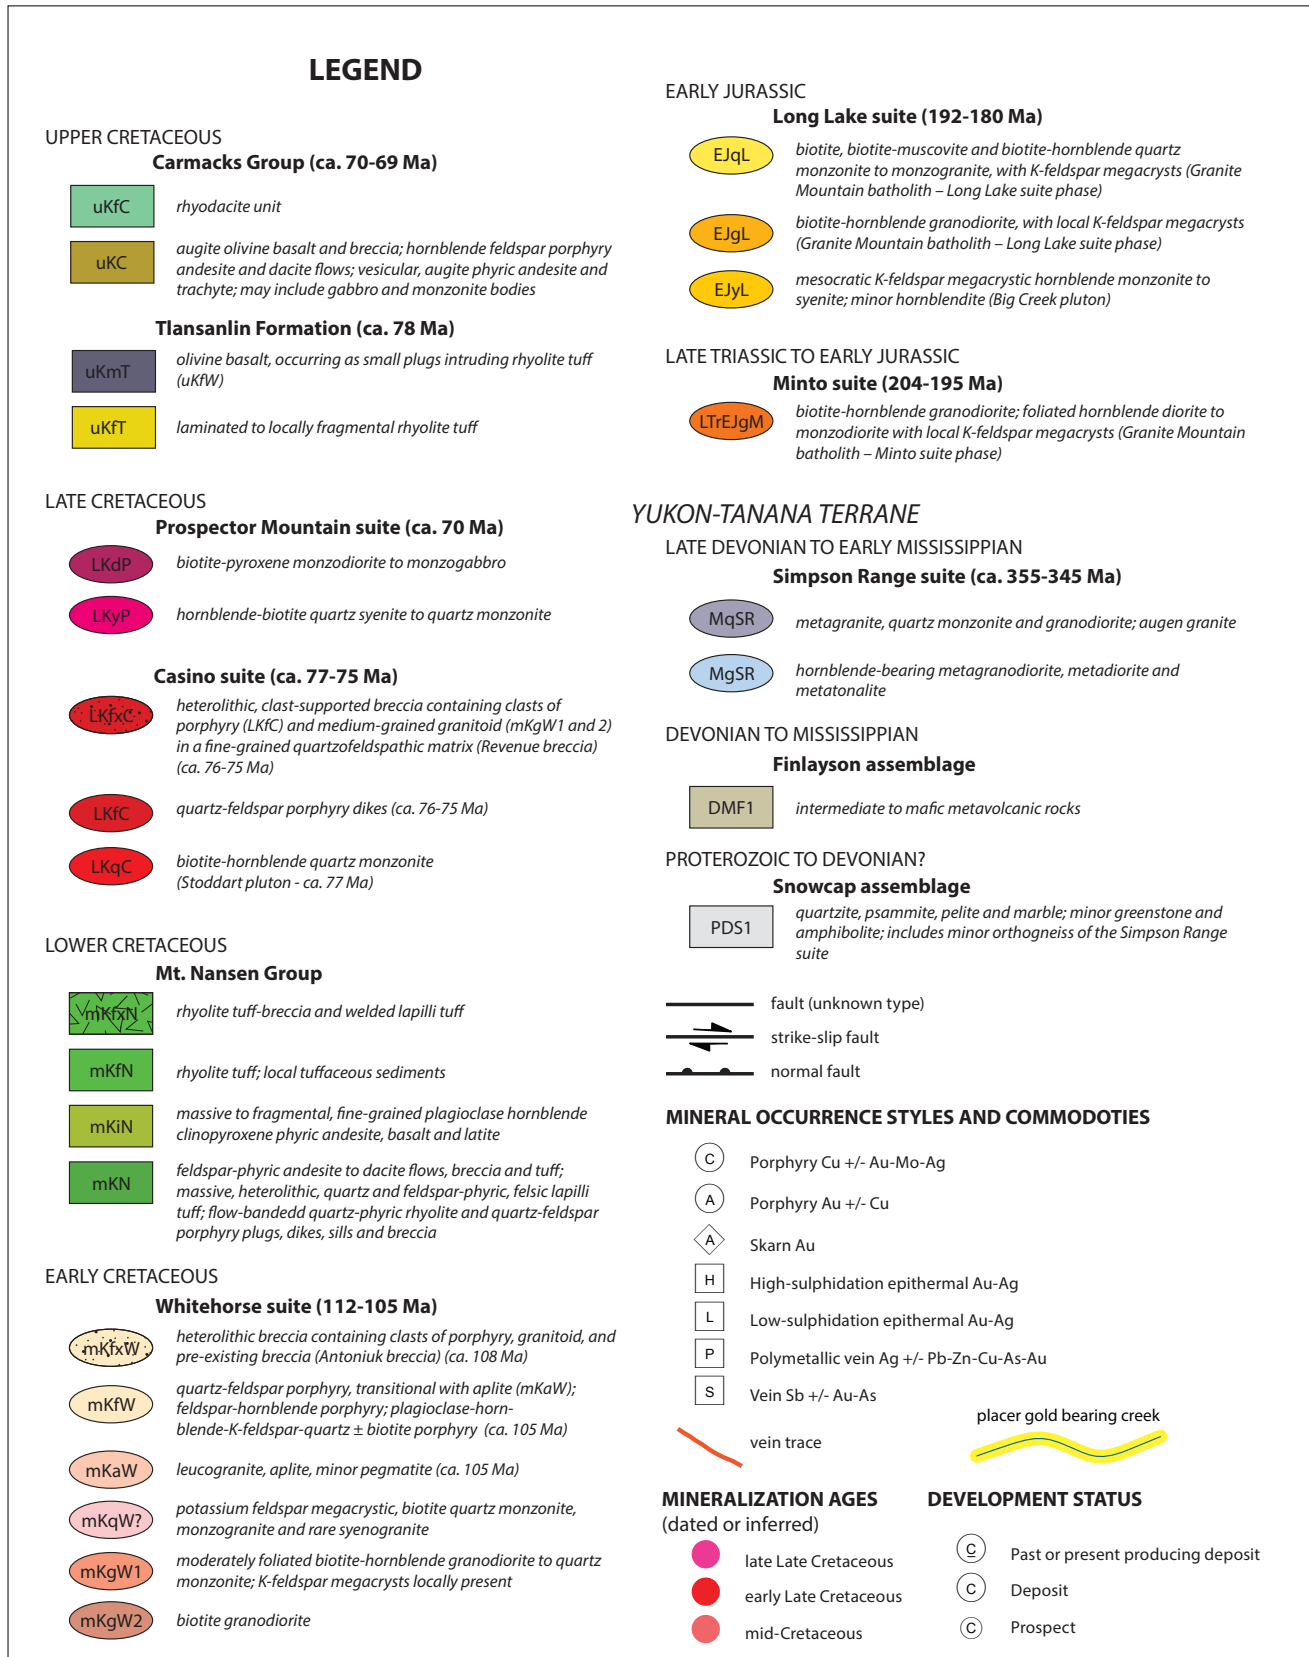 LEGEND
UPPER CRETACEOUS
Carmacks Group (ca. 70-69 Ma)
uKfC
rhyodacite unit
uKC
augite olivine basalt and breccia; hornblende feldspar porphyry
andesite and dacite flows; vesicular, augite phyric andesite and
trachyte; may include gabbro and monzonite bodies
Tlansanlin Formation (ca. 78 Ma)
uKmT
olivine basalt, occurring as small plugs intruding rhyolite tuff
(uKfW)
uKfT
laminated to locally fragmental rhyolite tuff
LATE CRETACEOUS
Prospector Mountain suite (ca. 70 Ma)
LKdP
biotite-pyroxene monzodiorite to monzogabbro
LKyP
hornblende-biotite quartz syenite to quartz monzonite
Casino suite (ca. 77-75 Ma)
LKfxC
heterolithic, clast-supported breccia containing clasts of
porphyry (LKfC) and medium-grained granitoid (mKgW1 and 2)
in a fine-grained quartzofeldspathic matrix (Revenue breccia)
(ca. 76-75 Ma)
LKfC
quartz-feldspar porphyry dikes (ca. 76-75 Ma)
LKqC
biotite-hornblende quartz monzonite
(Stoddart pluton - ca. 77 Ma)
LOWER CRETACEOUS
Mt. Nansen Group
mKfxN
rhyolite tuff-breccia and welded lapilli tuff
mKfN
rhyolite tuff; local tuffaceous sediments
mKiN
massive to fragmental, fine-grained plagioclase hornblende
clinopyroxene phyric andesite, basalt and latite
mKN
feldspar-phyric andesite to dacite flows, breccia and tuff;
massive, heterolithic, quartz and feldspar-phyric, felsic lapilli
tuff; flow-bandedd quartz-phyric rhyolite and quartz-feldspar
porphyry plugs, dikes, sills and breccia
EARLY CRETACEOUS
Whitehorse suite (112-105 Ma)
mKfxW
heterolithic breccia containing clasts of porphyry, granitoid, and
pre-existing breccia (Antoniuk breccia) (ca. 108 Ma)
mKfW
quartz-feldspar porphyry, transitional with aplite (mKaW);
feldspar-hornblende porphyry; plagioclase-horn-
blende-K-feldspar-quartz ± biotite porphyry (ca. 105 Ma)
mKaW
leucogranite, aplite, minor pegmatite (ca. 105 Ma)
mKqW?
potassium feldspar megacrystic, biotite quartz monzonite,
monzogranite and rare syenogranite
mKgW1
moderately foliated biotite-hornblende granodiorite to quartz
monzonite; K-feldspar megacrysts locally present
mKgW2
biotite granodiorite
EARLY JURASSIC
Long Lake suite (192-180 Ma)
EJqL
biotite, biotite-muscovite and biotite-hornblende quartz
monzonite to monzogranite, with K-feldspar megacrysts (Granite
Mountain batholith – Long Lake suite phase)
EJgL
biotite-hornblende granodiorite, with local K-feldspar megacrysts
(Granite Mountain batholith – Long Lake suite phase)
EJyL
mesocratic K-feldspar megacrystic hornblende monzonite to
syenite; minor hornblendite (Big Creek pluton)
LATE TRIASSIC TO EARLY JURASSIC
Minto suite (204-195 Ma)
LTrEJgM
biotite-hornblende granodiorite; foliated hornblende diorite to
monzodiorite with local K-feldspar megacrysts (Granite Mountain
batholith – Minto suite phase)
YUKON-TANANA TERRANE
LATE DEVONIAN TO EARLY MISSISSIPPIAN
Simpson Range suite (ca. 355-345 Ma)
MqSR
metagranite, quartz monzonite and granodiorite; augen granite
MgSR
hornblende-bearing metagranodiorite, metadiorite and
metatonalite
DEVONIAN TO MISSISSIPPIAN
Finlayson assemblage
DMF1
intermediate to mafic metavolcanic rocks
PROTEROZOIC TO DEVONIAN?
Snowcap assemblage
PDS1
quartzite, psammite, pelite and marble; minor greenstone and
amphibolite; includes minor orthogneiss of the Simpson Range
suite
fault (unknown type)
strike-slip fault
normal fault
MINERAL OCCURRENCE STYLES AND COMMODOTIES
C Porphyry Cu +/- Au-Mo-Ag
A Porphyry Au +/- Cu
A Skarn Au
H High-sulphidation epithermal Au-Ag
L Low-sulphidation epithermal Au-Ag
P Polymetallic vein Ag +/- Pb-Zn-Cu-As-Au
S Vein Sb +/- Au-As
vein trace
placer gold bearing creek
MINERALIZATION AGES
(dated or inferred)
late Late Cretaceous
early Late Cretaceous
mid-Cretaceous
DEVELOPMENT STATUS
C Past or present producing deposit
C Deposit
C Prospect